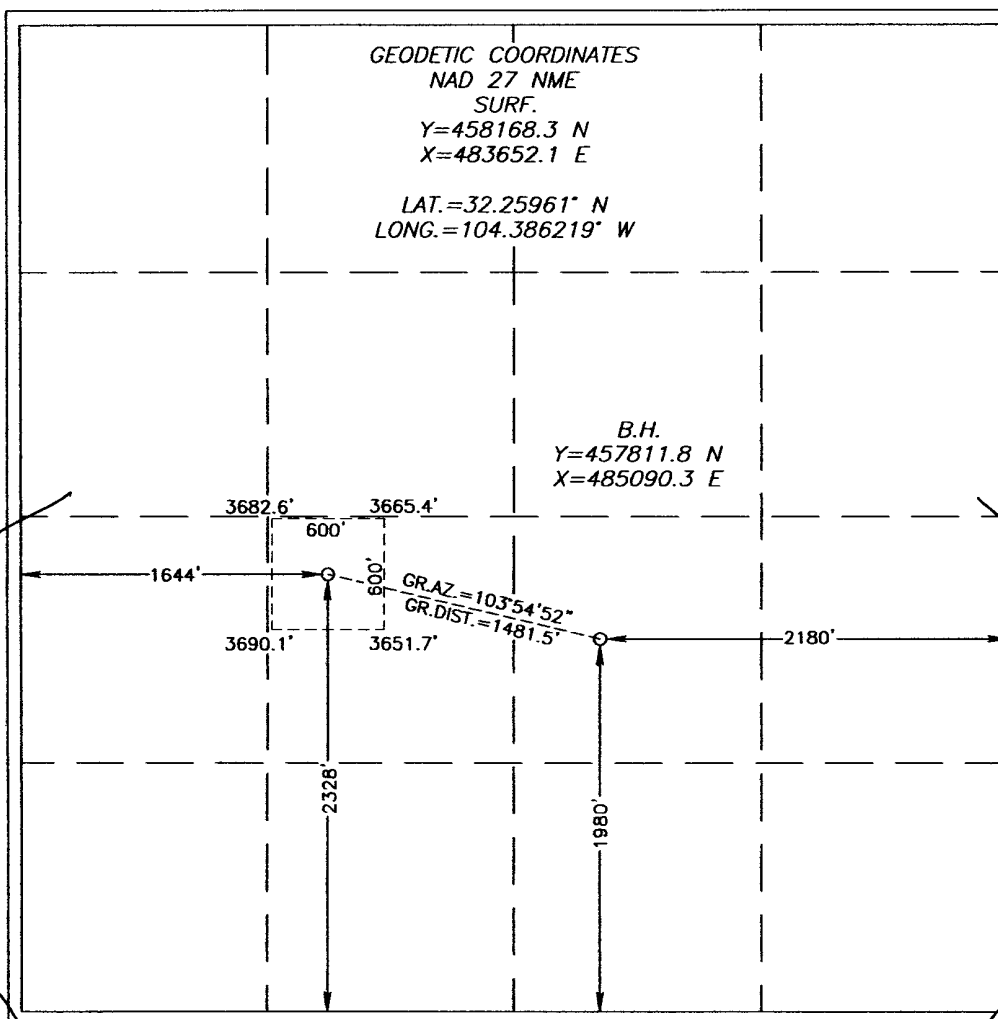 GEODETIC COORDINATES
NAD 27 NME
SURF.
Y=458168.3 N
X=483652.1 E
LAT.=32.25961° N
LONG.=104.386219° W
B.H.
Y=457811.8 N
X=485090.3 E
3682.6'
3665.4'
600'
1644'
600'
GR.AZ.=103°54'52"
GR.DIST.=1481.5'
2180'
3690.1'
3651.7'
2328'
1980'